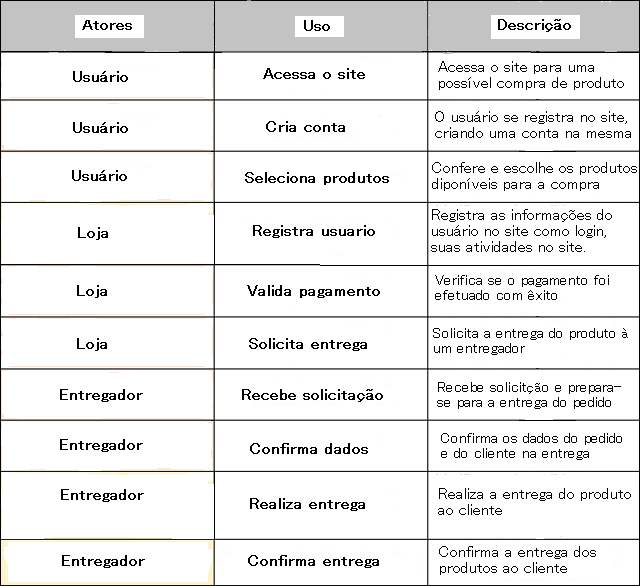 Atores Uso Descrição
Usuário Acessa o site Acessa o site para uma
possível compra de produto
Usuário Cria conta O usuário se registra no site,
criando uma conta na mesma
Usuário Seleciona produtos Confere e escolhe os produtos
diponíveis para a compra
Loja Registra usuario Registra as informações do
usuário no site como login,
suas atividades no site.
Loja Valida pagamento Verifica se o pagamento foi
efetuado com êxito
Loja Solicita entrega Solicita a entrega do produto à
um entregador
Entregador Recebe solicitação Recebe solicitção e prepara-
se para a entrega do pedido
Entregador Confirma dados Confirma os dados do pedido
e do cliente na entrega
Entregador Realiza entrega Realiza a entrega do produto
ao cliente
Entregador Confirma entrega Confirma a entrega dos
produtos ao cliente